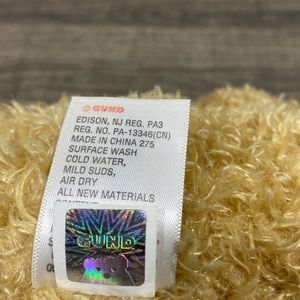 © GUND
EDISON, NJ REG. PA3
REG. NO. PA-13346(CN)
MADE IN CHINA 275
SURFACE WASH
COLD WATER,
MILD SUDS,
AIR DRY
ALL NEW MATERIALS
GUND